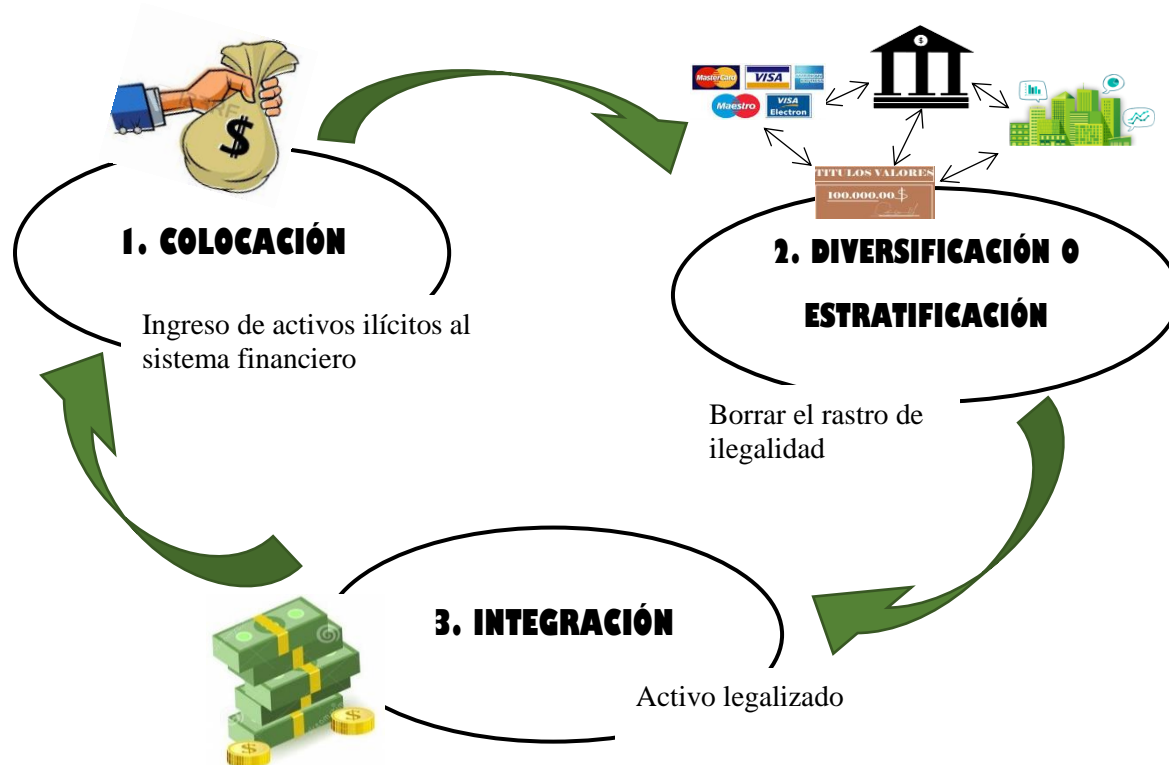 $
1. COLOCACIÓN
Ingreso de activos ilícitos al
sistema financiero
MasterCard
VISA
Maestro
VISA
Electron
$
TITULOS VALORES
100.000.00 $
2. DIVERSIFICACIÓN O
ESTRATIFICACIÓN
Borrar el rastro de
ilegalidad
3. INTEGRACIÓN
Activo legalizado
$
$